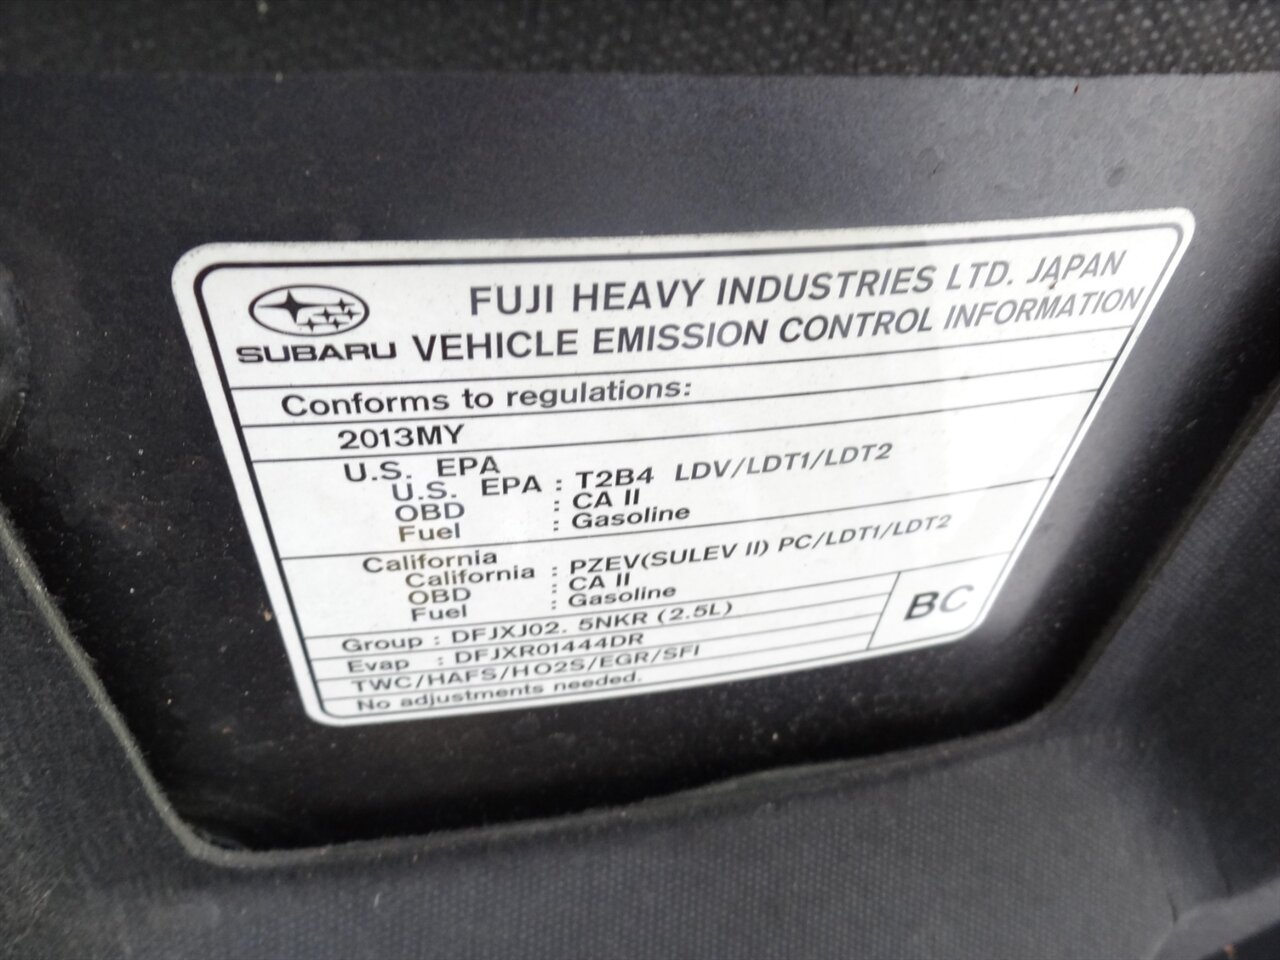 FUJI HEAVY INDUSTRIES LTD. JAPAN
SUBARU VEHICLE EMISSION CONTROL INFORMATION
Conforms to regulations:
2013MY
U.S. EPA
U.S. EPA : T2B4 LDV/LDT1/LDT2
OBD : CA II
Fuel : Gasoline
California
California : PZEV(SULEV II) PC/LDT1/LDT2
OBD : CA II
Fuel : Gasoline
Group : DFJXJ02. 5NKR (2.5L)
Evap : DFJXR01444DR
BC
TWC/HAFS/HO2S/EGR/SFI
No adjustments needed.